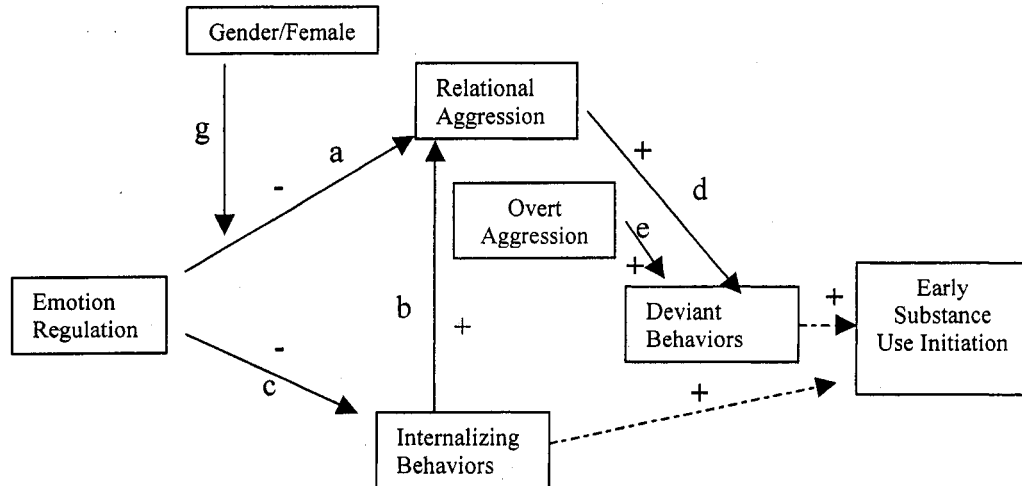 Gender/Female
Relational
Aggression
g
a
-
+
d
Overt
Aggression
e
+
Emotion
Regulation
b
+
Deviant
Behaviors
+
Early
Substance
Use Initiation
-
c
+
Internalizing
Behaviors